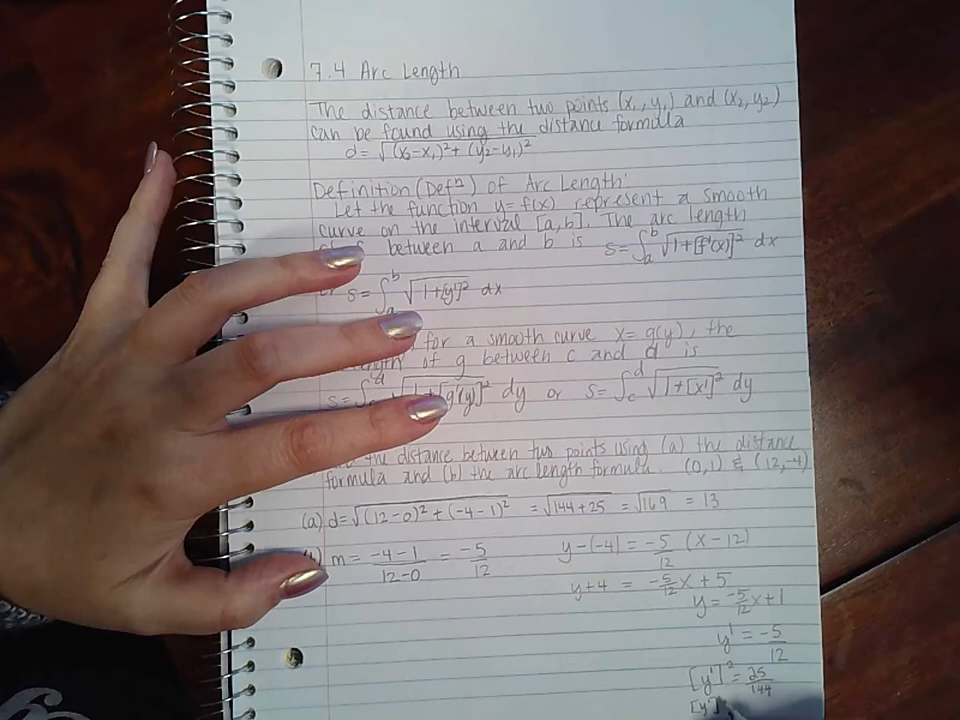 7.4 Arc Length
The distance between two points (x₁, y₁) and (x₂, y₂)
can be found using the distance formula
d = √(x₂-x₁)² + (y₂-y₁)²
Definition (Defⁿ) of Arc Length:
Let the function y = f(x) represent a smooth
curve on the interval [a,b]. The arc length
between a and b is s = ∫ₐᵇ √1+[f'(x)]² dx
s = ∫ₐᵇ √1+[y']² dx
for a smooth curve x = g(y), the
of g between c and d is
s = ∫ √1+[g'(y)]² dy or s = ∫_c^d √1+[x']² dy
the distance between two points using (a) the distance
formula and (b) the arc length formula. (0,1) & (12,-4)
(a) d = √(12-0)² + (-4-1)² = √144+25 = √169 = 13
m = -4-1/12-0 = -5/12 y-(-4) = -5/12 (x-12)
y+4 = -5/12 x + 5
y = -5/12 x + 1
y' = -5/12
[y']² = 25/144
[y']